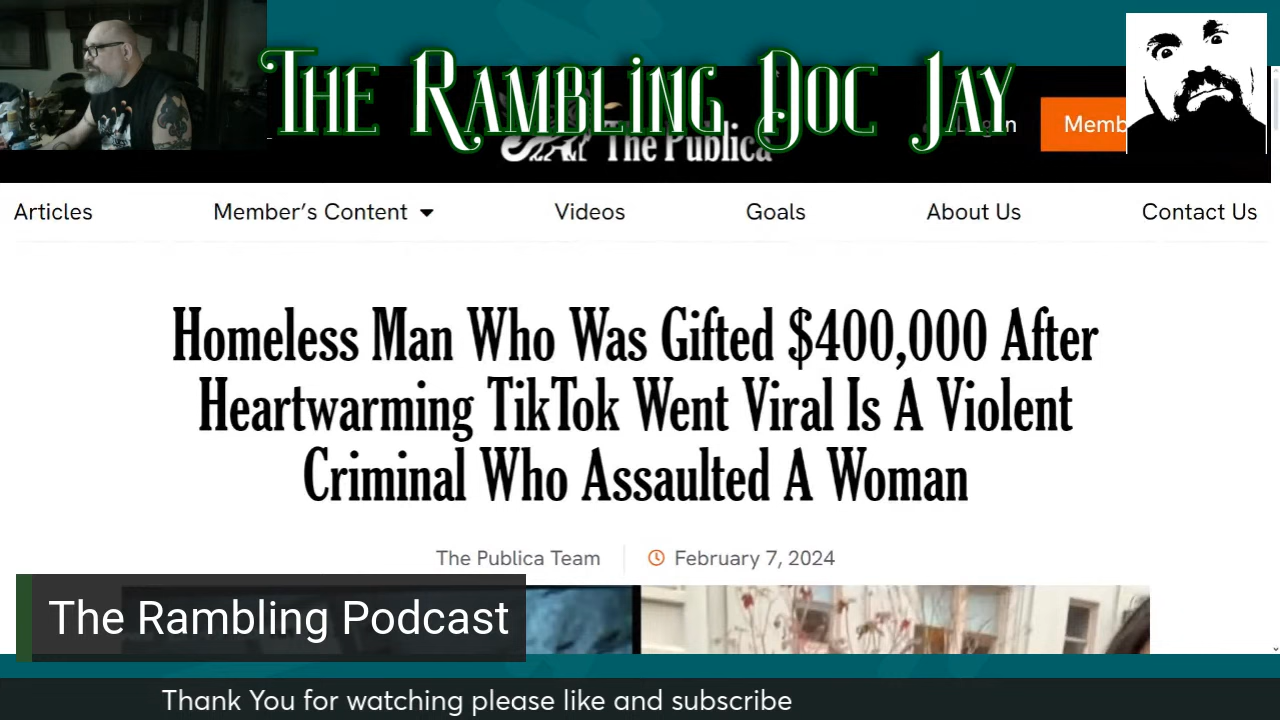 The Rambling Doc Jay
The Publica
Login
Memb
Articles
Member's Content
Videos
Goals
About Us
Contact Us
Homeless Man Who Was Gifted $400,000 After
Heartwarming TikTok Went Viral Is A Violent
Criminal Who Assaulted A Woman
The Publica Team
February 7, 2024
The Rambling Podcast
Thank You for watching please like and subscribe